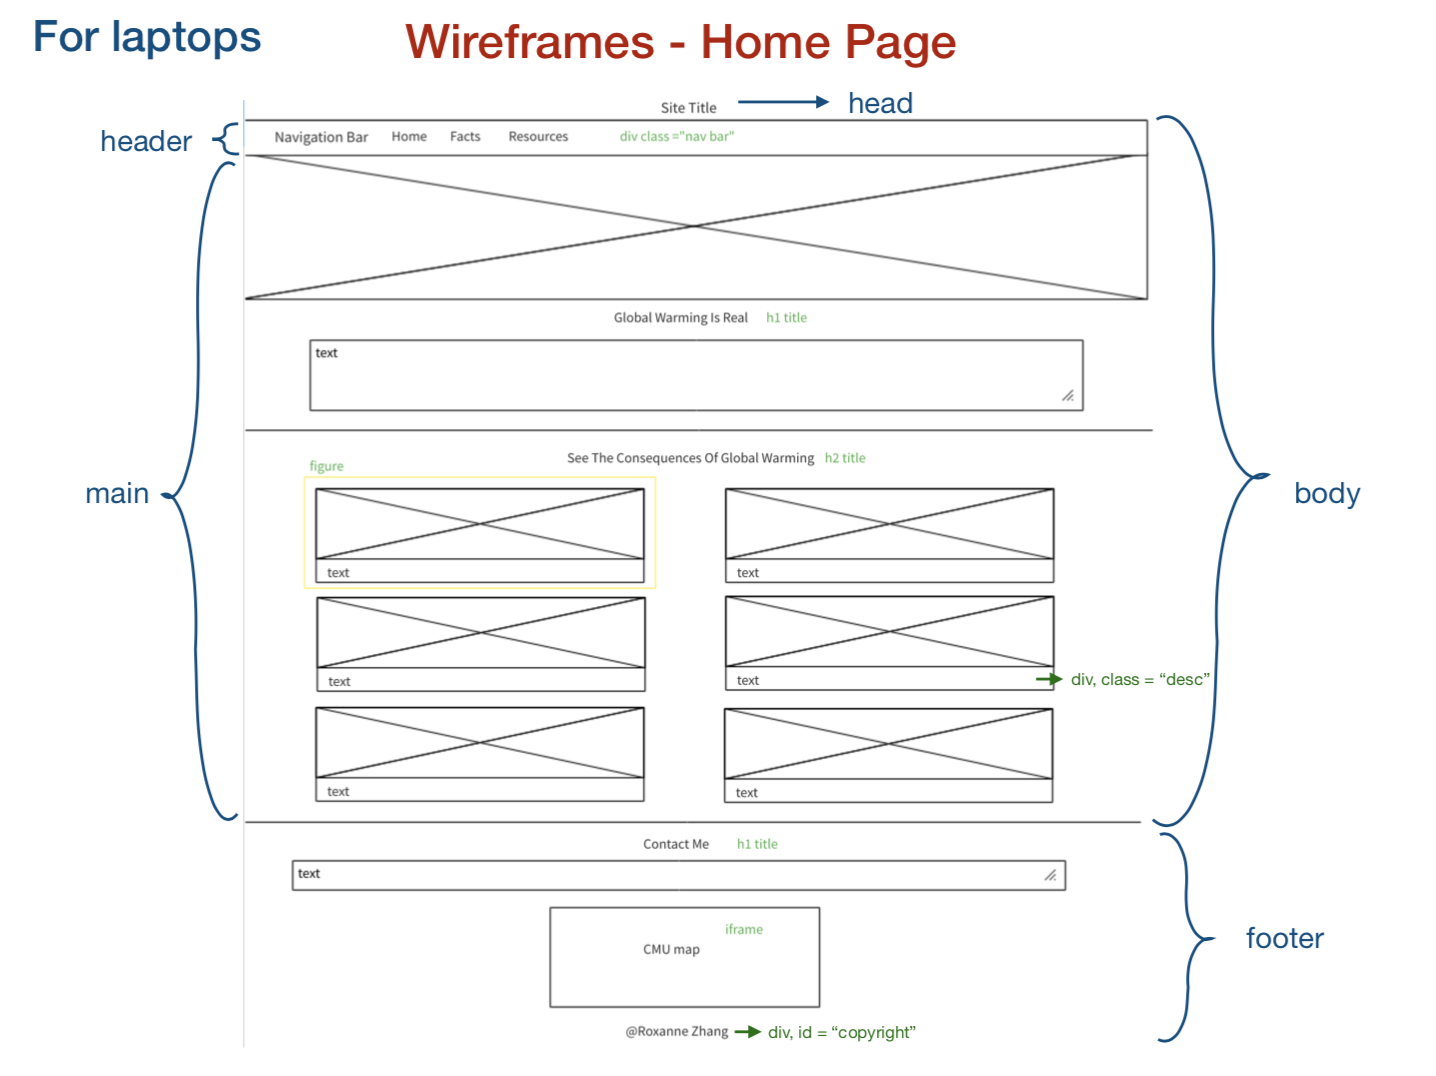 For laptops
Wireframes - Home Page
Site Title head
header
Navigation Bar Home Facts Resources div class ="nav bar"
Global Warming Is Real h1 title
text
See The Consequences Of Global Warming h2 title
figure
main
body
text text
text text div, class = “desc”
text text
Contact Me h1 title
text
iframe
CMU map
footer
@Roxanne Zhang div, id = “copyright”